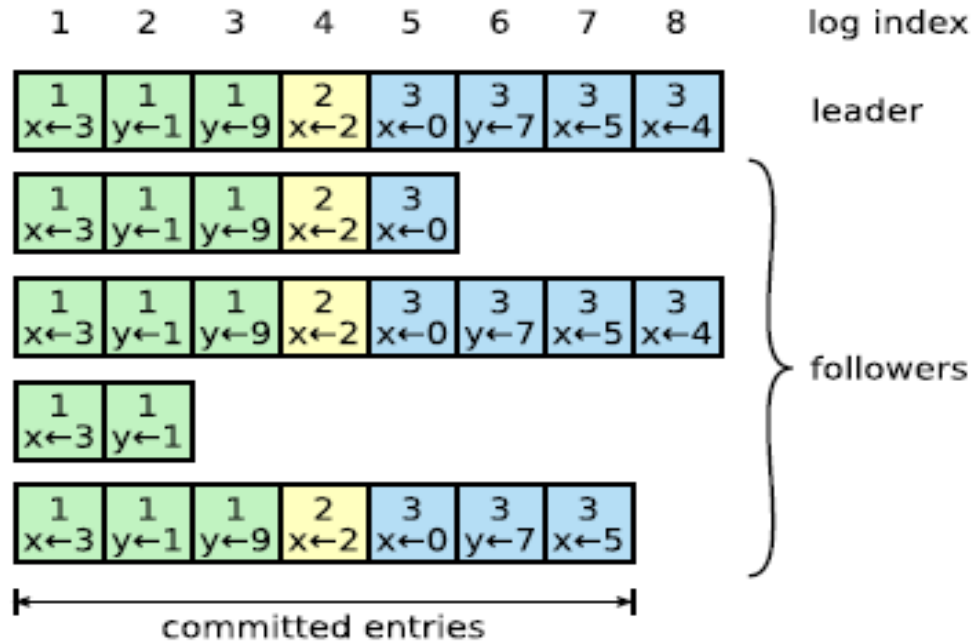 1 2 3 4 5 6 7 8 log index
1 1 1 2 3 3 3 3
x←3 y←1 y←9 x←2 x←0 y←7 x←5 x←4
leader
1 1 1 2 3
x←3 y←1 y←9 x←2 x←0
1 1 1 2 3 3 3 3
x←3 y←1 y←9 x←2 x←0 y←7 x←5 x←4
followers
1 1
x←3 y←1
1 1 1 2 3 3 3
x←3 y←1 y←9 x←2 x←0 y←7 x←5
committed entries